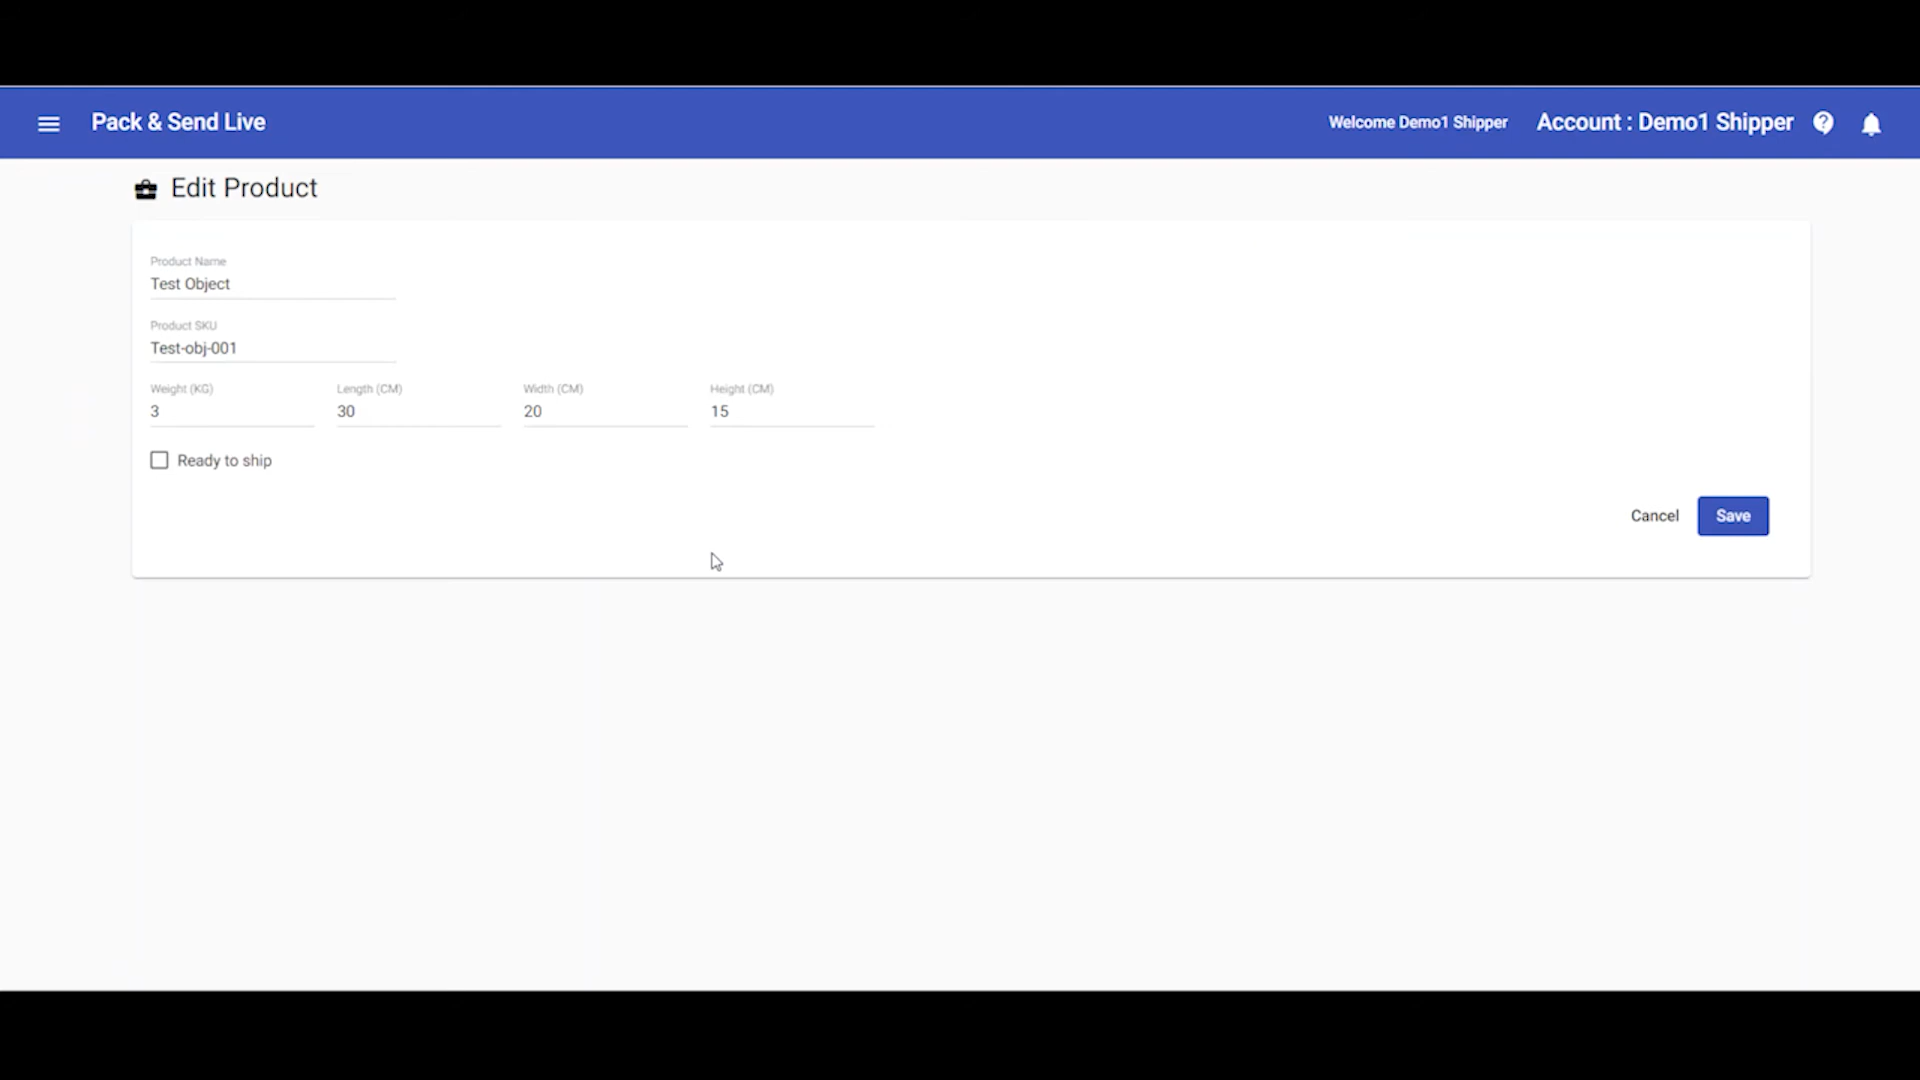 Pack & Send Live
Welcome Demo1 Shipper
Account : Demo1 Shipper
Edit Product
Product Name
Test Object
Product SKU
Test-obj-001
Weight (KG) Length (CM) Width (CM) Height (CM)
3 30 20 15
Ready to ship
Cancel Save